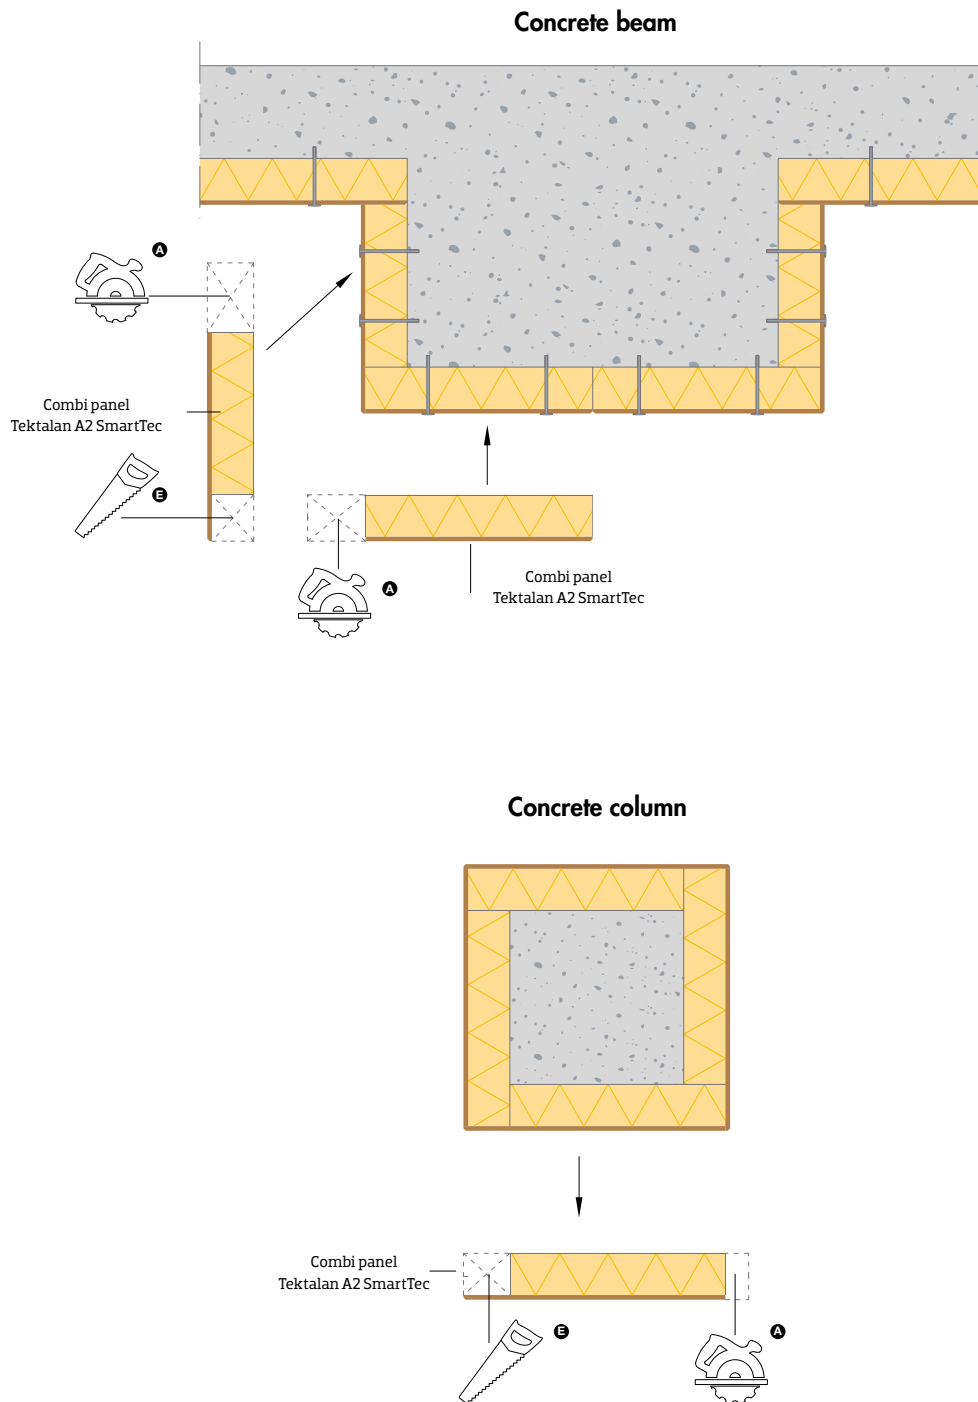 Concrete beam
A
Combi panel
Tektalan A2 SmartTec
E
A
Combi panel
Tektalan A2 SmartTec
Concrete column
Combi panel
Tektalan A2 SmartTec
E
A